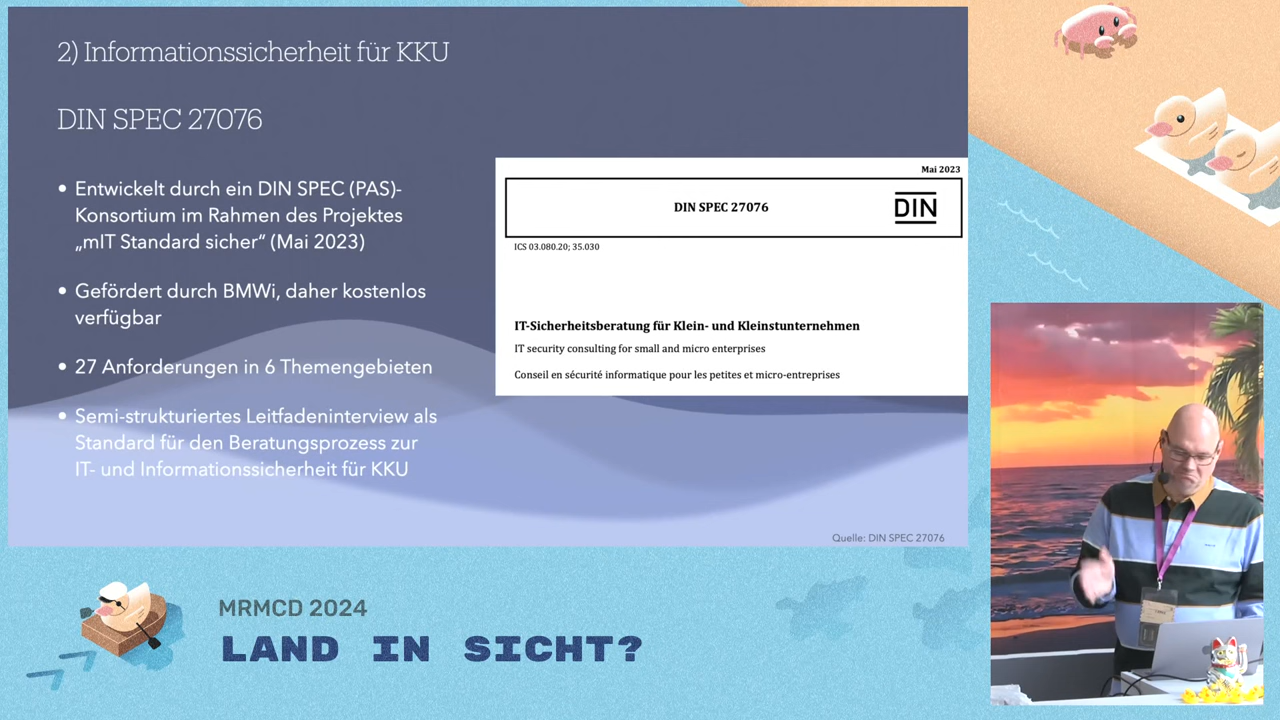 2) Informationssicherheit für KKU
DIN SPEC 27076
• Entwickelt durch ein DIN SPEC (PAS)-
Konsortium im Rahmen des Projektes
„mIT Standard sicher“ (Mai 2023)
• Gefördert durch BMWi, daher kostenlos
verfügbar
• 27 Anforderungen in 6 Themengebieten
• Semi-strukturiertes Leitfadeninterview als
Standard für den Beratungsprozess zur
IT- und Informationssicherheit für KKU
Mai 2023
DIN SPEC 27076
DIN
ICS 03.080.20; 35.030
IT-Sicherheitsberatung für Klein- und Kleinstunternehmen
IT security consulting for small and micro enterprises
Conseil en sécurité informatique pour les petites et micro-entreprises
Quelle: DIN SPEC 27076
MRMCD 2024
LAND IN SICHT?